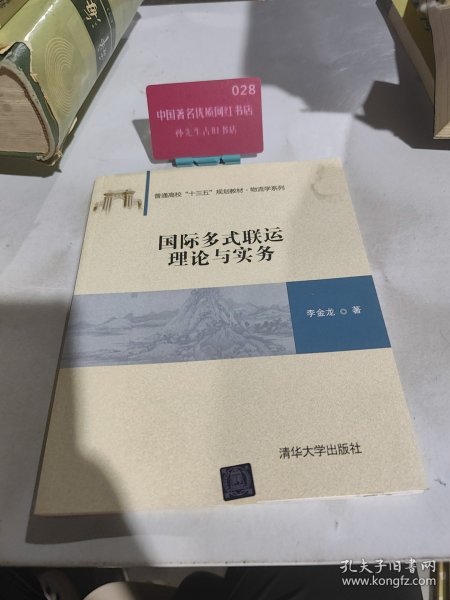 028
中国著名优质网红书店
孙先生古旧书店
普通高校“十三五”规划教材·物流学系列
国际多式联运
理论与实务
李金龙 ◎ 著
清华大学出版社
孔夫子旧书网
www.kongfz.com